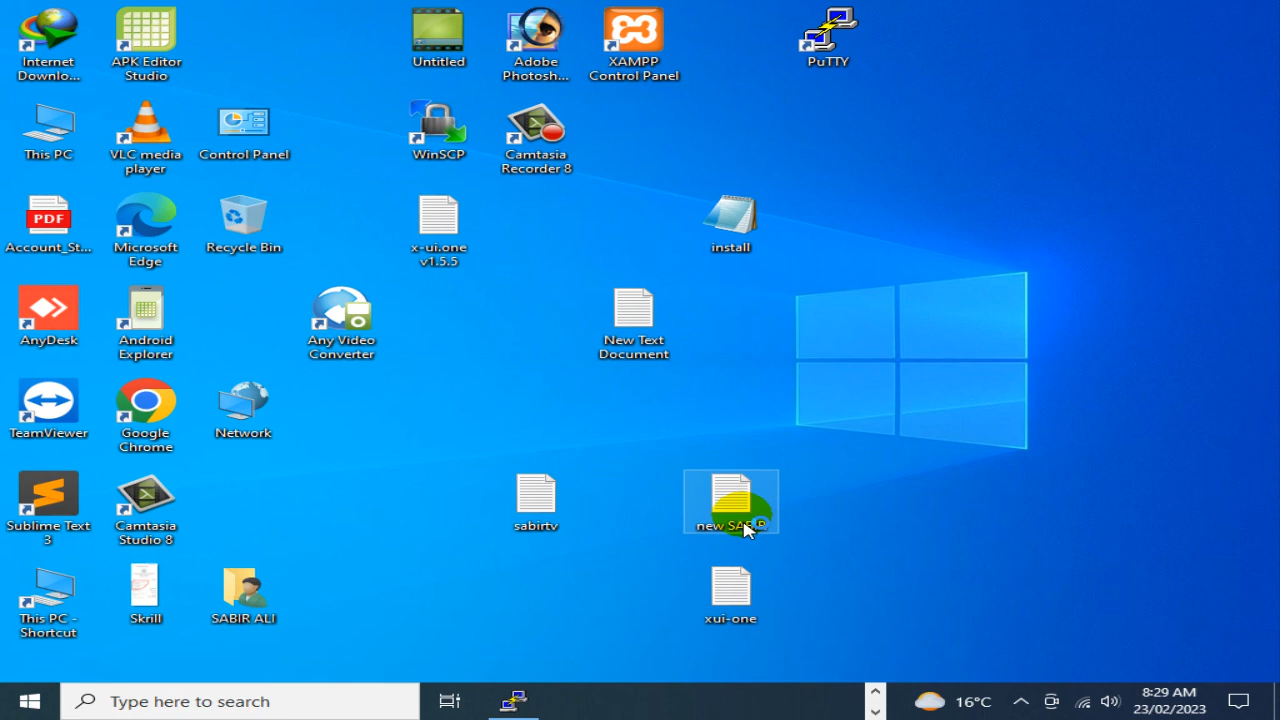 Internet
Downlo...
APK Editor
Studio
Untitled
Adobe
Photosh...
XAMPP
Control Panel
PuTTY
This PC
VLC media
player
Control Panel
WinSCP
Camtasia
Recorder 8
PDF
Account_St...
Microsoft
Edge
Recycle Bin
x-ui.one
v1.5.5
install
AnyDesk
Android
Explorer
Any Video
Converter
New Text
Document
TeamViewer
Google
Chrome
Network
Sublime Text
3
Camtasia
Studio 8
sabirtv
new SABIR
This PC -
Shortcut
Skrill
SABIR ALI
xui-one
Type here to search
16°C
8:29 AM
23/02/2023